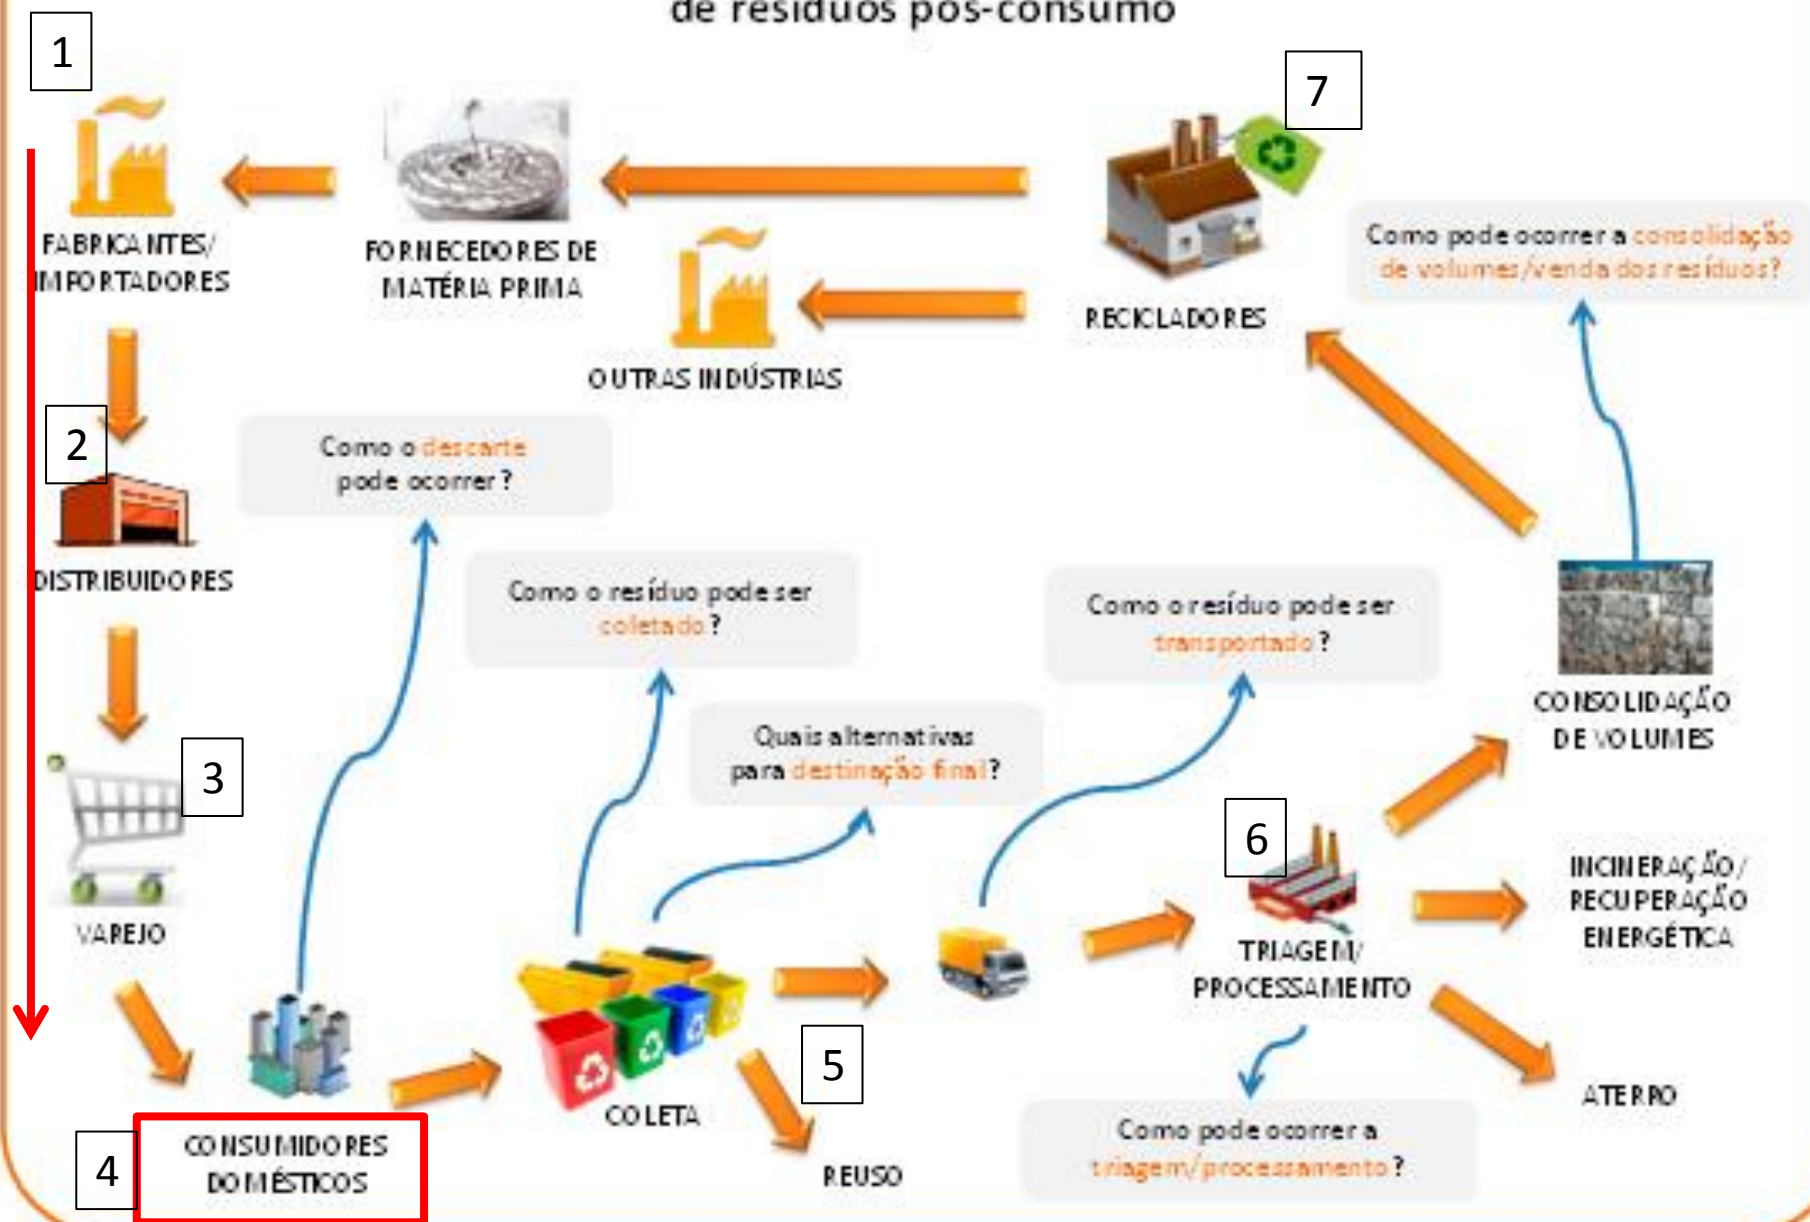 de resíduos pós-consumo
1
7
FABRICANTES/
IMPORTADORES
FORNECEDORES DE
MATÉRIA PRIMA
RECICLADORES
Como pode ocorrer a consolidação
de volumes/venda dos resíduos?
OUTRAS INDÚSTRIAS
2
Como o descarte
pode ocorrer?
DISTRIBUIDORES
Como o resíduo pode ser
coletado?
Como o resíduo pode ser
transportado?
CONSOLIDAÇÃO
DE VOLUMES
3
Quais alternativas
para destinação final?
6
VAREJO
TRIAGEM/
PROCESSAMENTO
INCINERAÇÃO/
RECUPERAÇÃO
ENERGÉTICA
5
COLETA
ATERRO
4
CONSUMIDORES
DOMÉSTICOS
REUSO
Como pode ocorrer a
triagem/processamento?